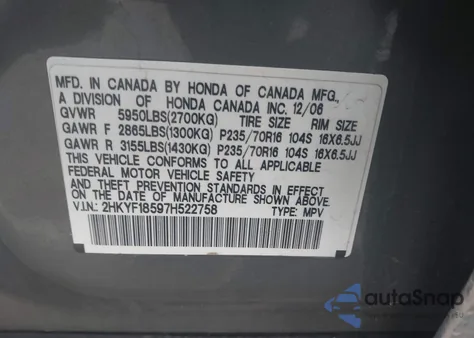 MFD. IN CANADA BY HONDA OF CANADA MFG.,
A DIVISION OF HONDA CANADA INC. 12/06
GVWR 5950LBS(2700KG) TIRE SIZE RIM SIZE
GAWR F 2865LBS(1300KG) P235/70R16 104S 16X6.5JJ
GAWR R 3155LBS(1430KG) P235/70R16 104S 16X6.5JJ
THIS VEHICLE CONFORMS TO ALL APPLICABLE
FEDERAL MOTOR VEHICLE SAFETY
AND THEFT PREVENTION STANDARDS IN EFFECT
ON THE DATE OF MANUFACTURE SHOWN ABOVE.
V.I.N.: 2HKYF18597H522758 TYPE: MPV
autoSnap